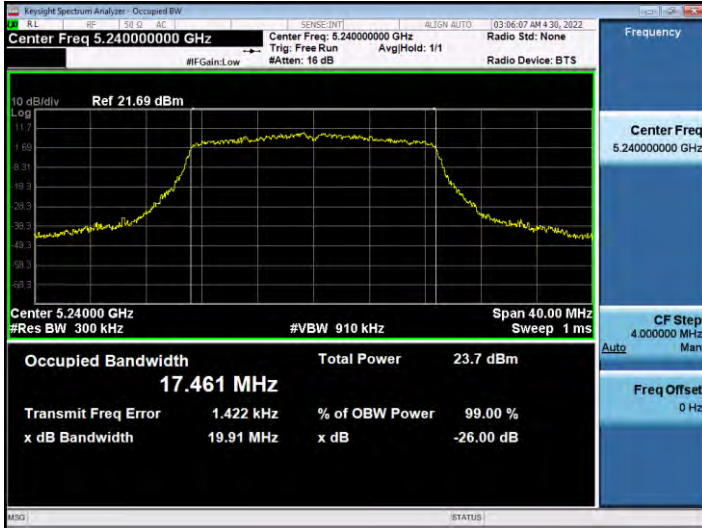 Keysight Spectrum Analyzer - Occupied BW
RL RF 50 Ω AC SENSE:INT ALIGN AUTO 03:06:07 AM 4 30, 2022
Center Freq 5.240000000 GHz
Center Freq: 5.240000000 GHz
Radio Std: None
Trig: Free Run Avg|Hold: 1/1
#IFGain:Low #Atten: 16 dB Radio Device: BTS
10 dB/div Ref 21.69 dBm
Log
11.7
1.69
-8.31
-18.3
-28.3
-38.3
-48.3
-58.3
-68.3
Center 5.24000 GHz Span 40.00 MHz
#Res BW 300 kHz #VBW 910 kHz Sweep 1 ms
Occupied Bandwidth Total Power 23.7 dBm
17.461 MHz
Transmit Freq Error 1.422 kHz % of OBW Power 99.00 %
x dB Bandwidth 19.91 MHz x dB -26.00 dB
MSG STATUS
Frequency
Center Freq
5.240000000 GHz
CF Step
4.000000 MHz
Auto Man
Freq Offset
0 Hz